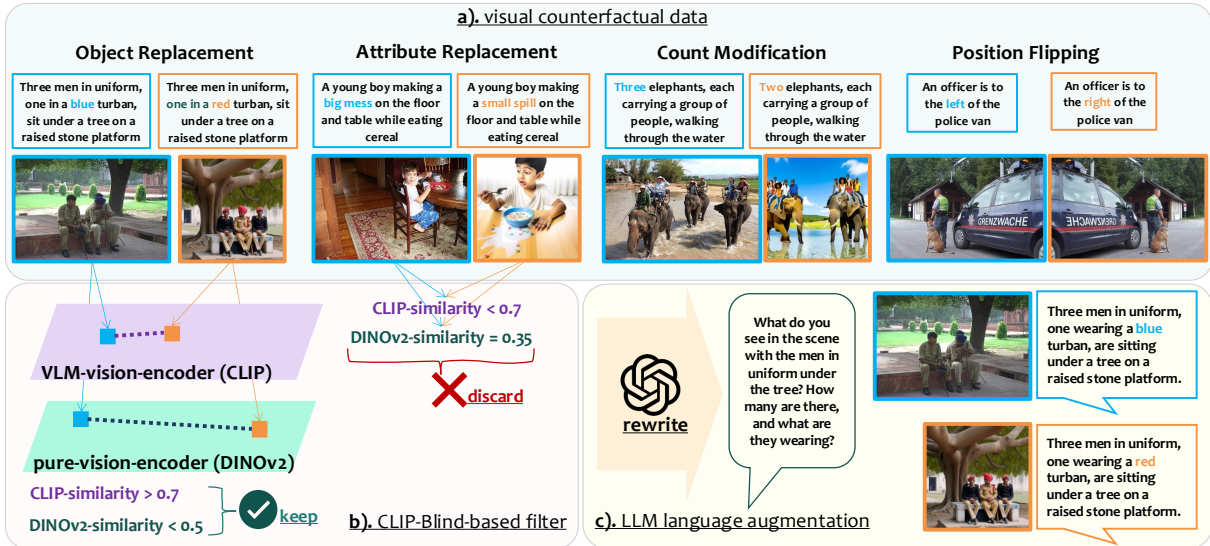 a). visual counterfactual data
Object Replacement
Three men in uniform,
one in a blue turban,
sit under a tree on a
raised stone platform
Three men in uniform,
one in a red turban, sit
under a tree on a
raised stone platform
Attribute Replacement
A young boy making a
big mess on the floor
and table while eating
cereal
A young boy making
a small spill on the
floor and table while
eating cereal
Count Modification
Three elephants, each
carrying a group of
people, walking
through the water
Two elephants, each
carrying a group of
people, walking
through the water
Position Flipping
An officer is to
the left of the
police van
An officer is to
the right of the
police van
GRENZWACHE
GRENZWACHE
VLM-vision-encoder (CLIP)
pure-vision-encoder (DINOv2)
CLIP-similarity > 0.7
DINOv2-similarity < 0.5
keep
CLIP-similarity < 0.7
DINOv2-similarity = 0.35
discard
b). CLIP-Blind-based filter
rewrite
What do you
see in the scene
with the men in
uniform under
the tree? How
many are there,
and what are
they wearing?
Three men in uniform,
one wearing a blue
turban, are sitting
under a tree on a
raised stone platform.
Three men in uniform,
one wearing a red
turban, are sitting
under a tree on a
raised stone platform.
c). LLM language augmentation